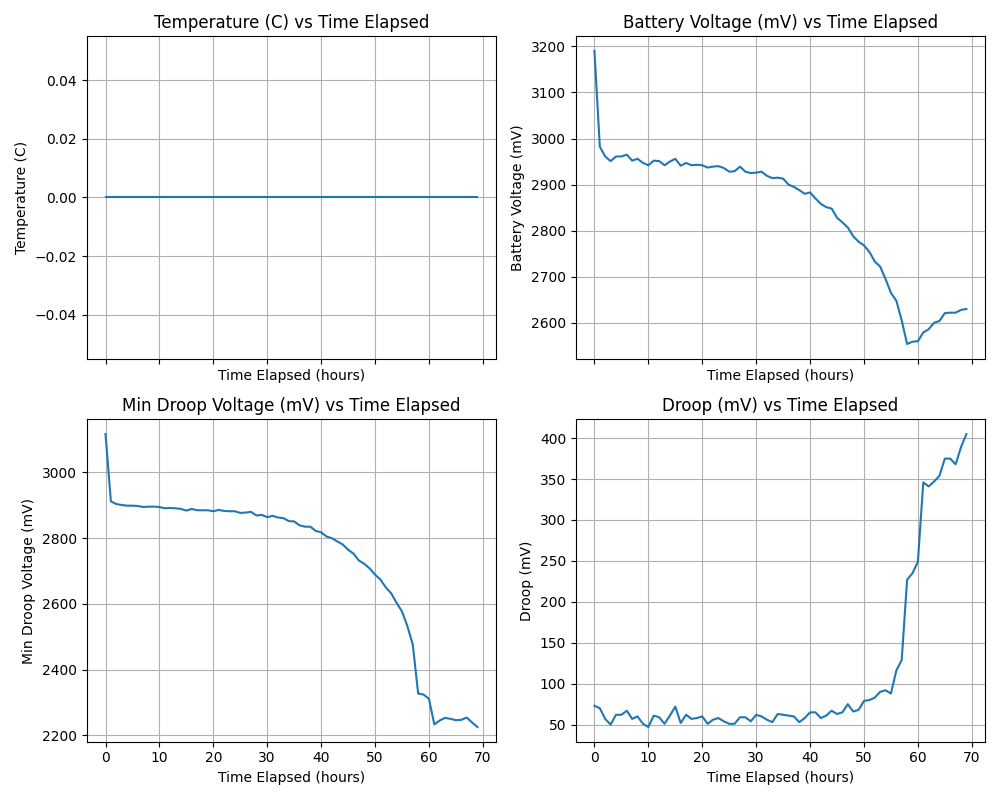 Temperature (C) vs Time Elapsed
0.04
0.02
0.00
−0.02
−0.04
Temperature (C)
Time Elapsed (hours)
Battery Voltage (mV) vs Time Elapsed
3200
3100
3000
2900
2800
2700
2600
Battery Voltage (mV)
Time Elapsed (hours)
Min Droop Voltage (mV) vs Time Elapsed
3000
2800
2600
2400
2200
Min Droop Voltage (mV)
0 10 20 30 40 50 60 70
Time Elapsed (hours)
Droop (mV) vs Time Elapsed
400
350
300
250
200
150
100
50
Droop (mV)
0 10 20 30 40 50 60 70
Time Elapsed (hours)